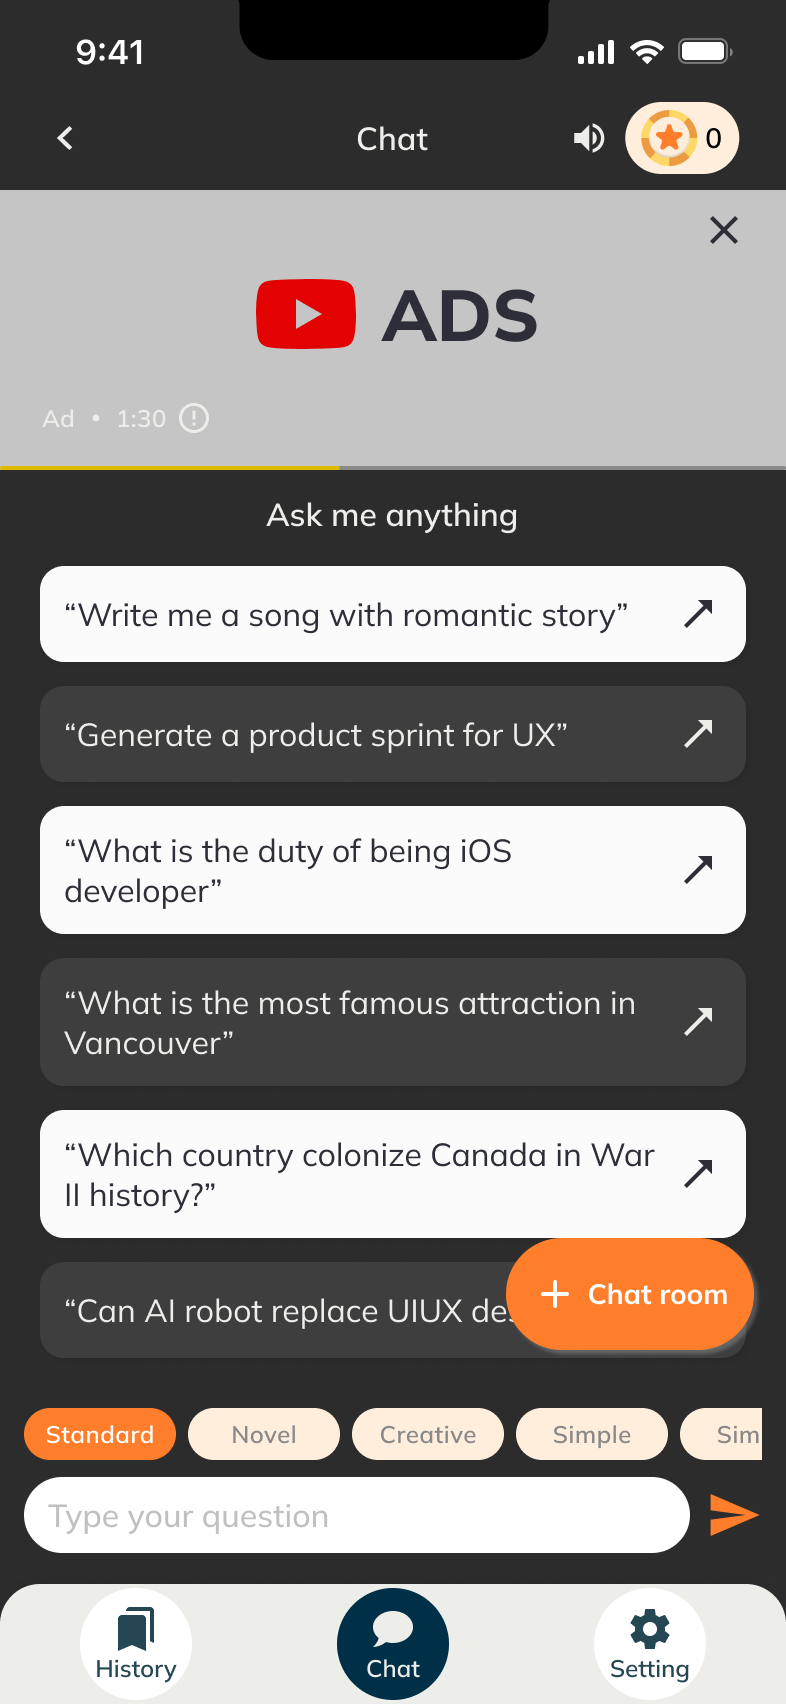 9:41
Chat
0
ADS
Ad • 1:30
Ask me anything
“Write me a song with romantic story”
“Generate a product sprint for UX”
“What is the duty of being iOS
developer”
“What is the most famous attraction in
Vancouver”
“Which country colonize Canada in War
II history?”
“Can AI robot replace UIUX des
+ Chat room
Standard Novel Creative Simple Sim
Type your question
History Chat Setting